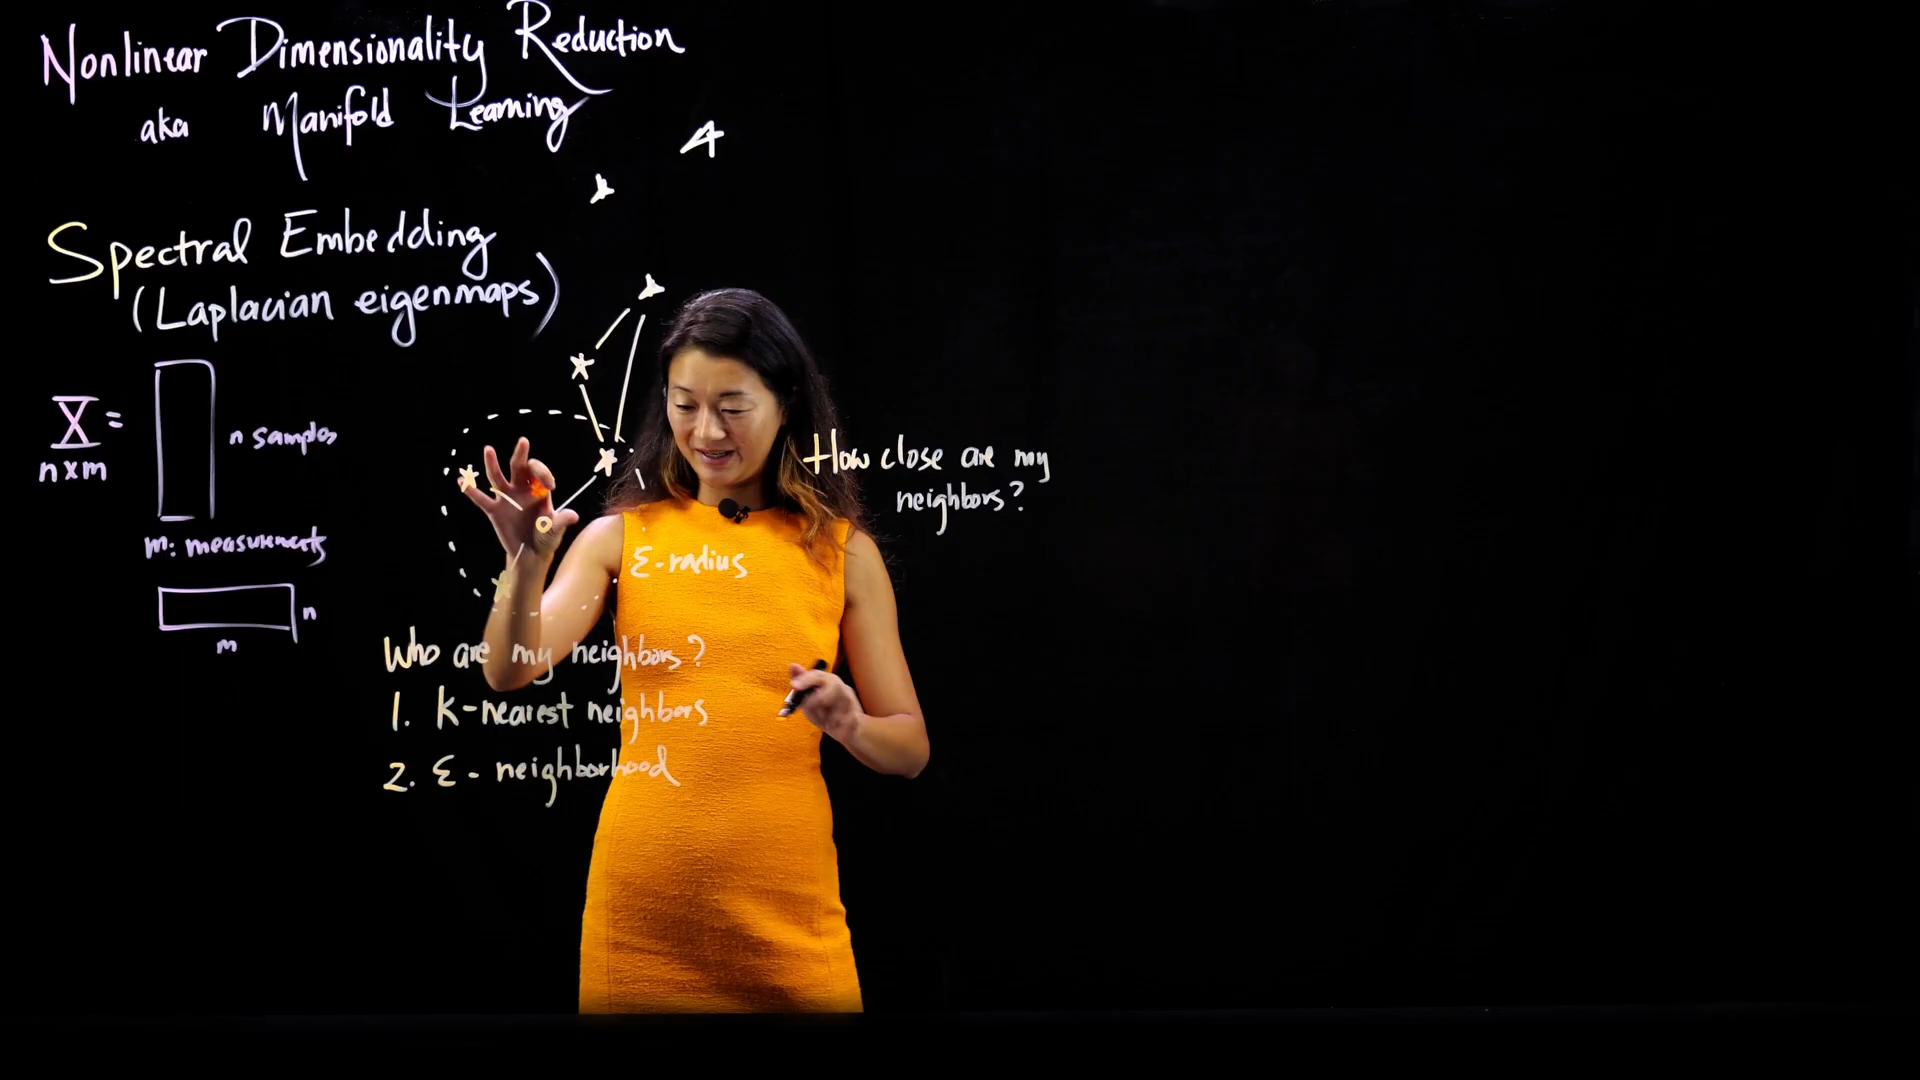 Nonlinear Dimensionality Reduction
aka Manifold Learning
Spectral Embedding
(Laplacian eigenmaps)
X =
n x m
n samples
m: measurements
n
m
ε-radius
Who are my neighbors?
1. K-nearest neighbors
2. ε - neighborhood
How close are my
neighbors?